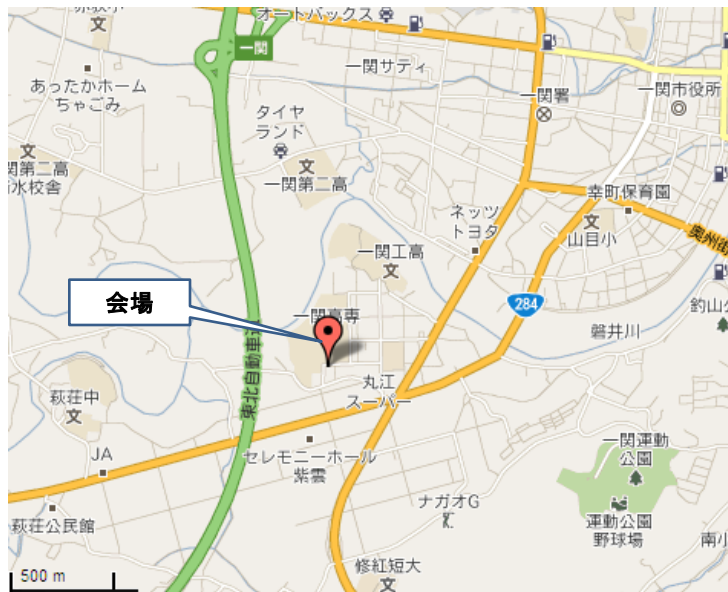 オートバックス
一関
一関サティ
あったかホーム
ちゃごみ
一関署
一関市役所
タイヤ
ランド
関第二高
水校舎
一関第二高
幸町保育園
ネッツ
トヨタ
山目小
奥州街
一関工高
会場
一関高専
284
釣山公
磐井川
東北自動車道
丸江
スーパー
萩荘中
一関運動
公園
JA
セレモニーホール
紫雲
ナガオG
運動公園
野球場
萩荘公民館
南小
修紅短大
500 m